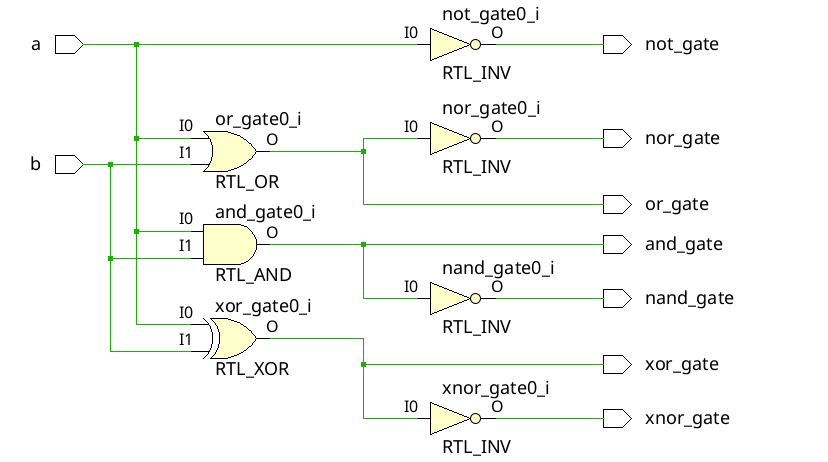 not_gate0_i
a
I0
O
not_gate
RTL_INV
nor_gate0_i
or_gate0_i
I0
O
nor_gate
I0
O
I1
b
RTL_INV
RTL_OR
or_gate
and_gate0_i
I0
O
I1
and_gate
RTL_AND
nand_gate0_i
I0
O
nand_gate
xor_gate0_i
I0
O
RTL_INV
I1
xor_gate
RTL_XOR
xnor_gate0_i
I0
O
xnor_gate
RTL_INV